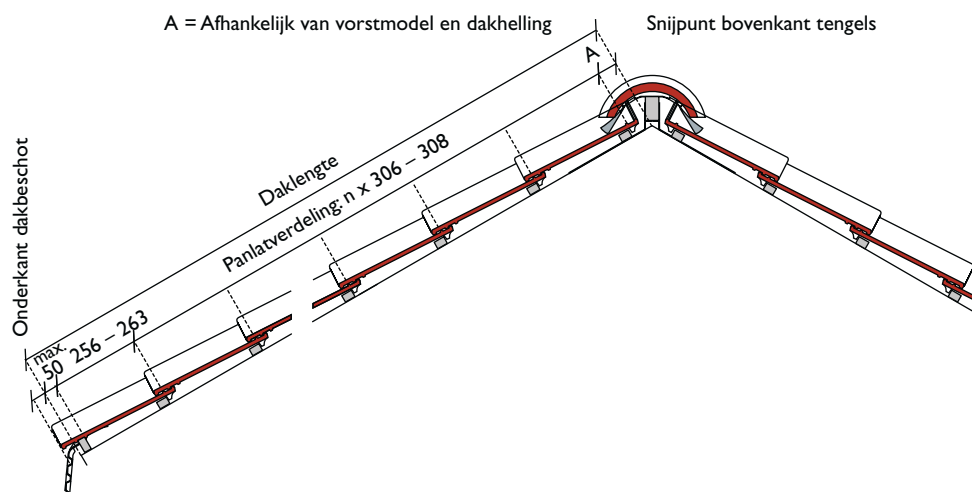 A = Afhankelijk van vorstmodel en dakhelling
Snijpunt bovenkant tengels
A
Daklengte
Panlatverdeling: n x 306 – 308
Onderkant dakbeschot
max.
50
256 – 263